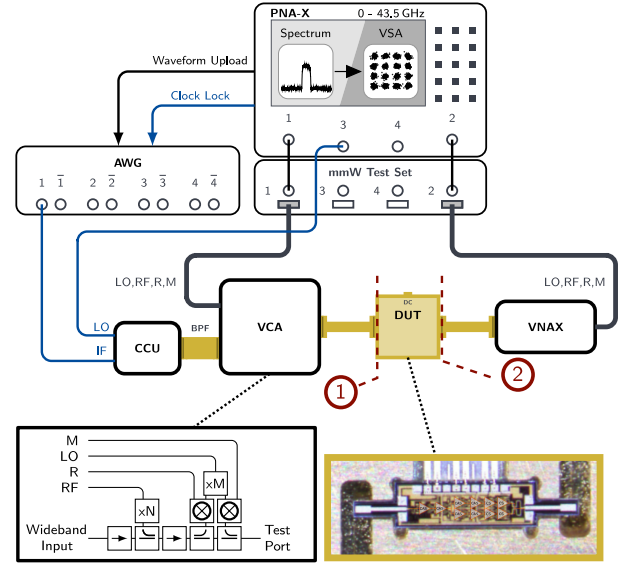 PNA-X 0 - 43.5 GHz
Spectrum VSA
Waveform Upload
Clock Lock
1 3 4 2
AWG
1 1̅ 2 2̅ 3 3̅ 4 4̅
mmW Test Set
1 3 4 2
LO,RF,R,M LO,RF,R,M
LO
IF
CCU
BPF
VCA
DC
DUT
VNAX
1 2
M
LO
R
RF
xM
xN
Wideband
Input
Test
Port